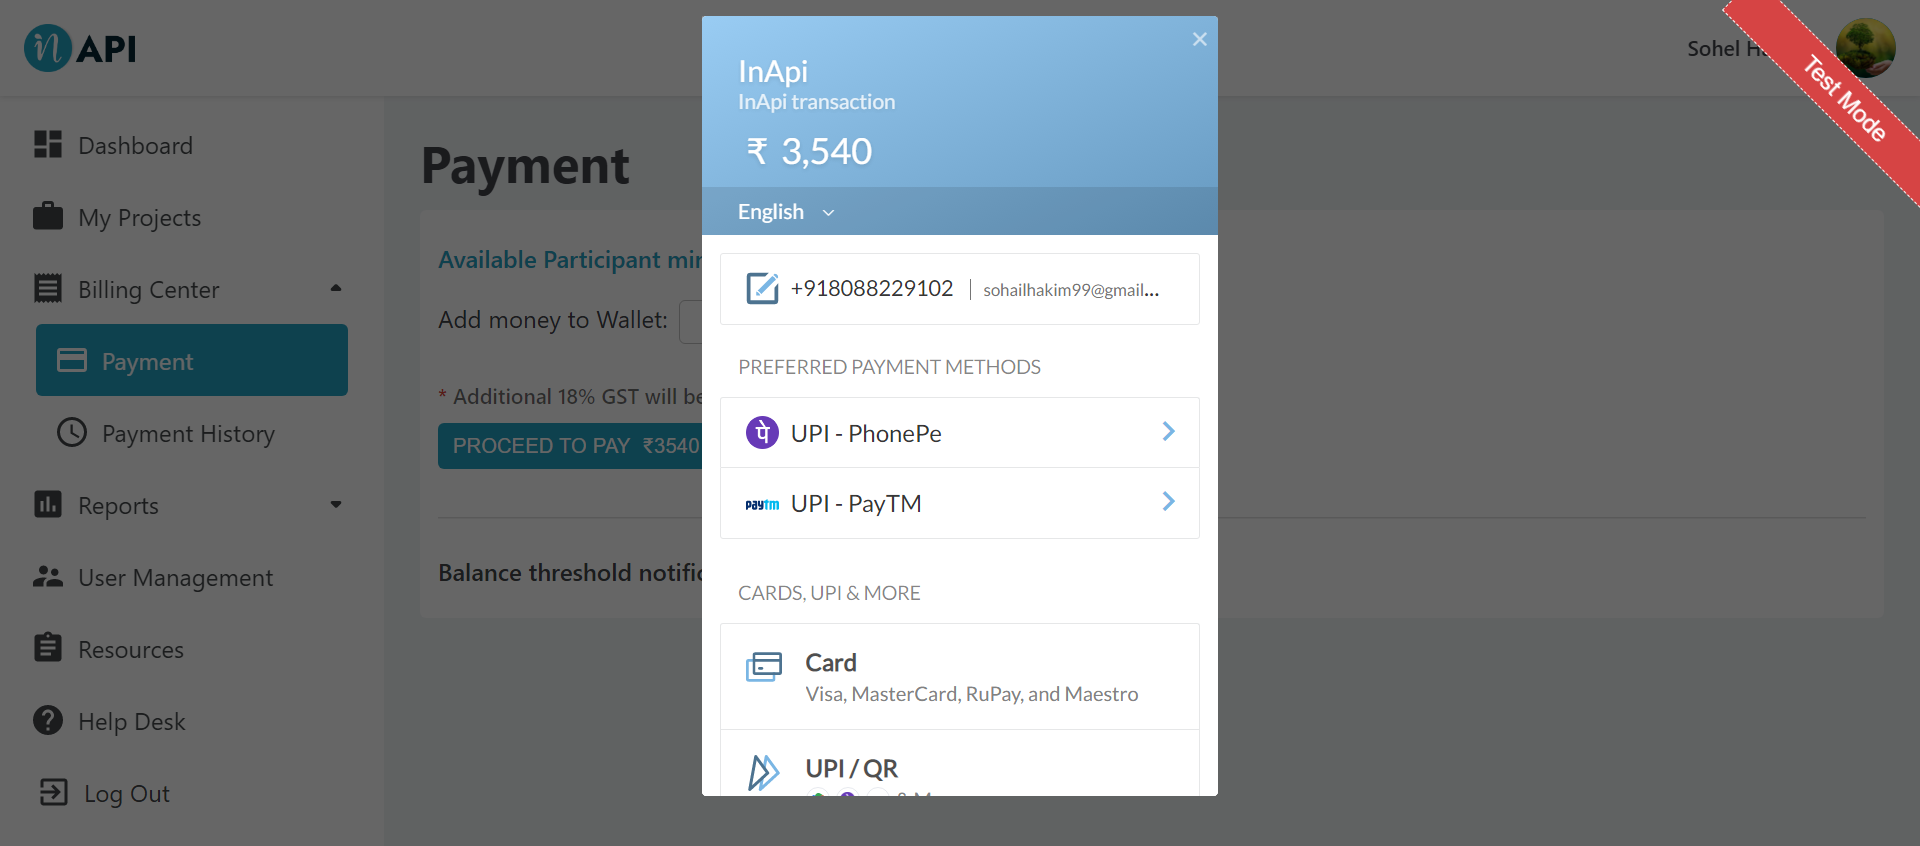 in API
Sohel H
Test Mode
Dashboard
My Projects
Billing Center
Payment
Payment History
Reports
User Management
Resources
Help Desk
Log Out
Payment
Available Participant
Add money to Wallet:
* Additional 18% GST will be
PROCEED TO PAY ₹3540
Balance threshold
InApi
InApi transaction
₹ 3,540
English
+918088229102 | sohailhakim99@gmail...
PREFERRED PAYMENT METHODS
पे UPI - PhonePe
paytm UPI - PayTM
CARDS, UPI & MORE
Card
Visa, MasterCard, RuPay, and Maestro
UPI / QR